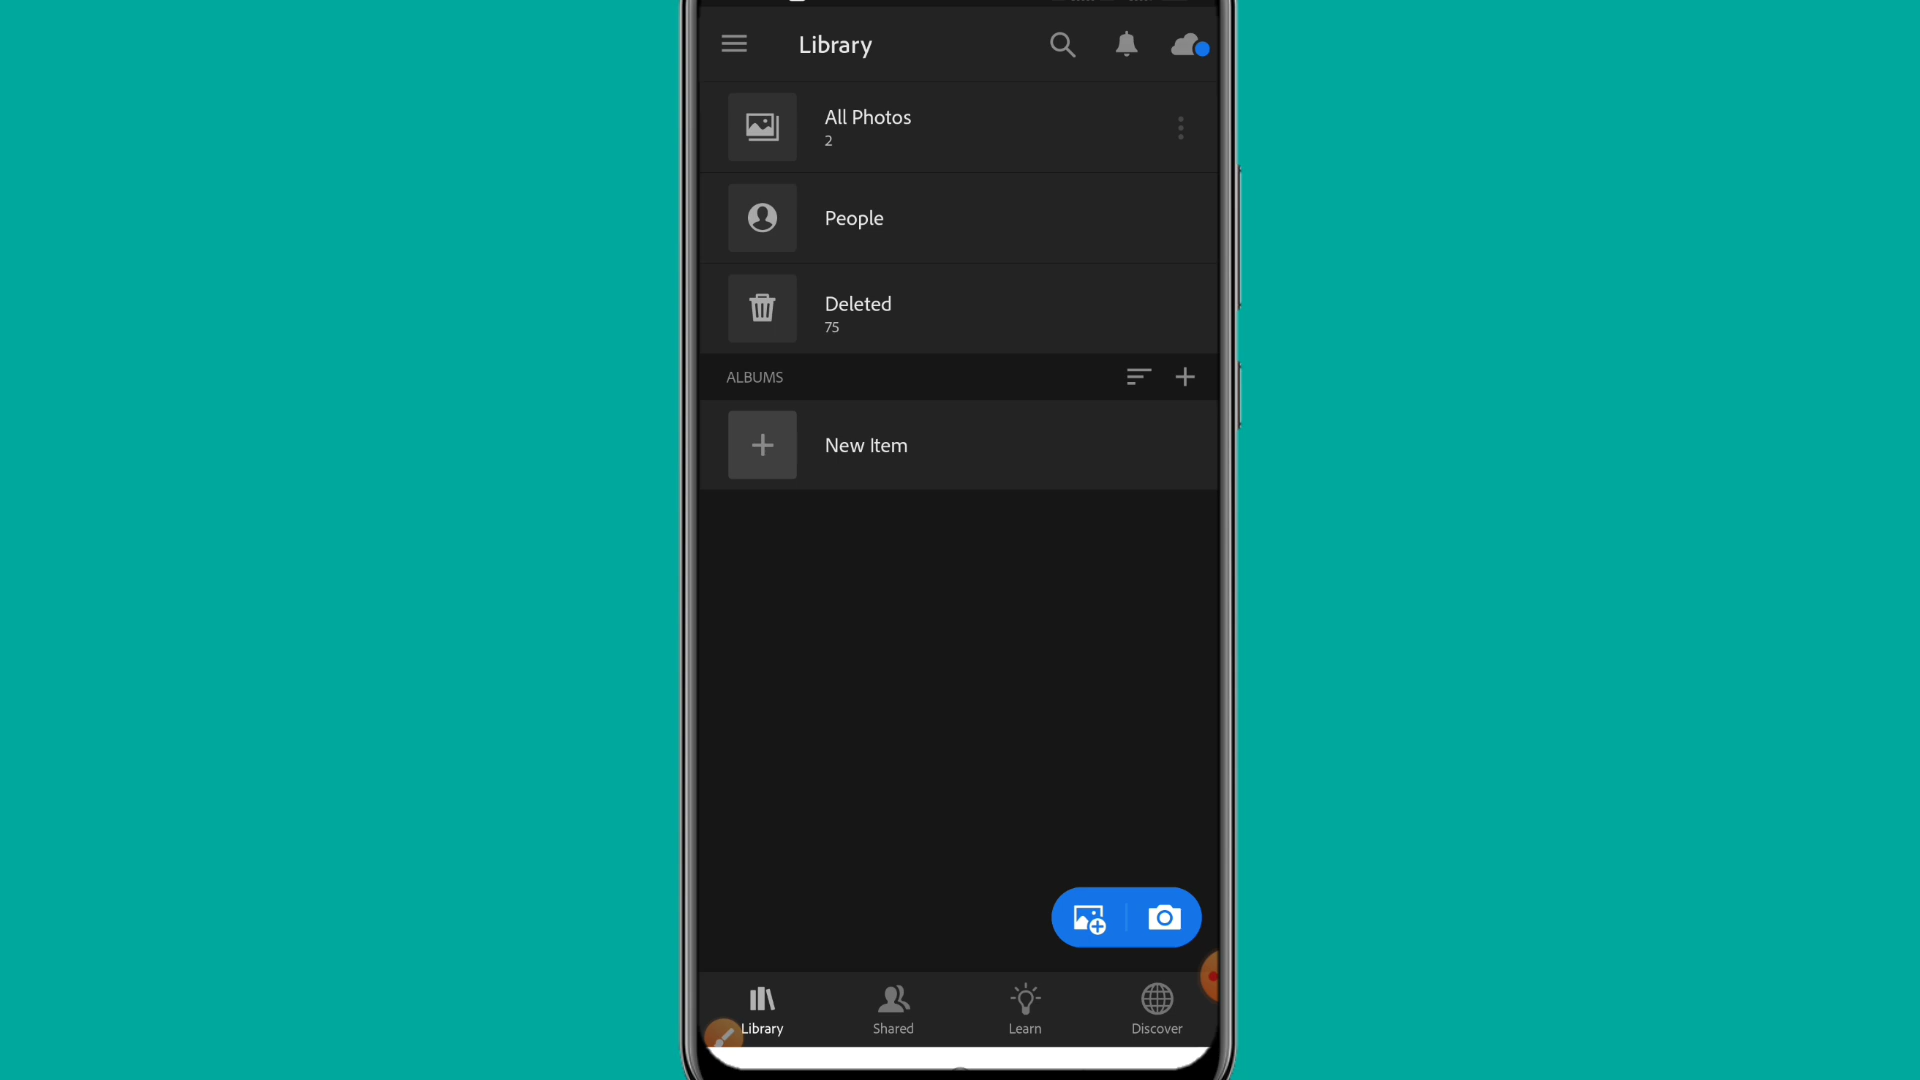 Library
All Photos
2
People
Deleted
75
ALBUMS
New Item
Library
Shared
Learn
Discover